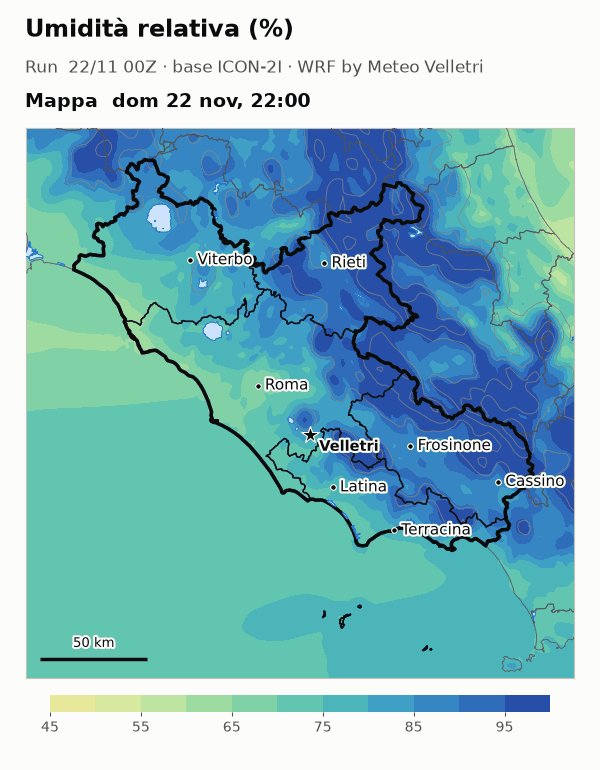 Umidità relativa (%)
Run  22/11 00Z · base ICON-2I · WRF by Meteo Velletri
Mappa  dom 22 nov, 22:00
Viterbo
Rieti
Roma
Velletri
Frosinone
Latina
Cassino
Terracina
50 km
45 55 65 75 85 95